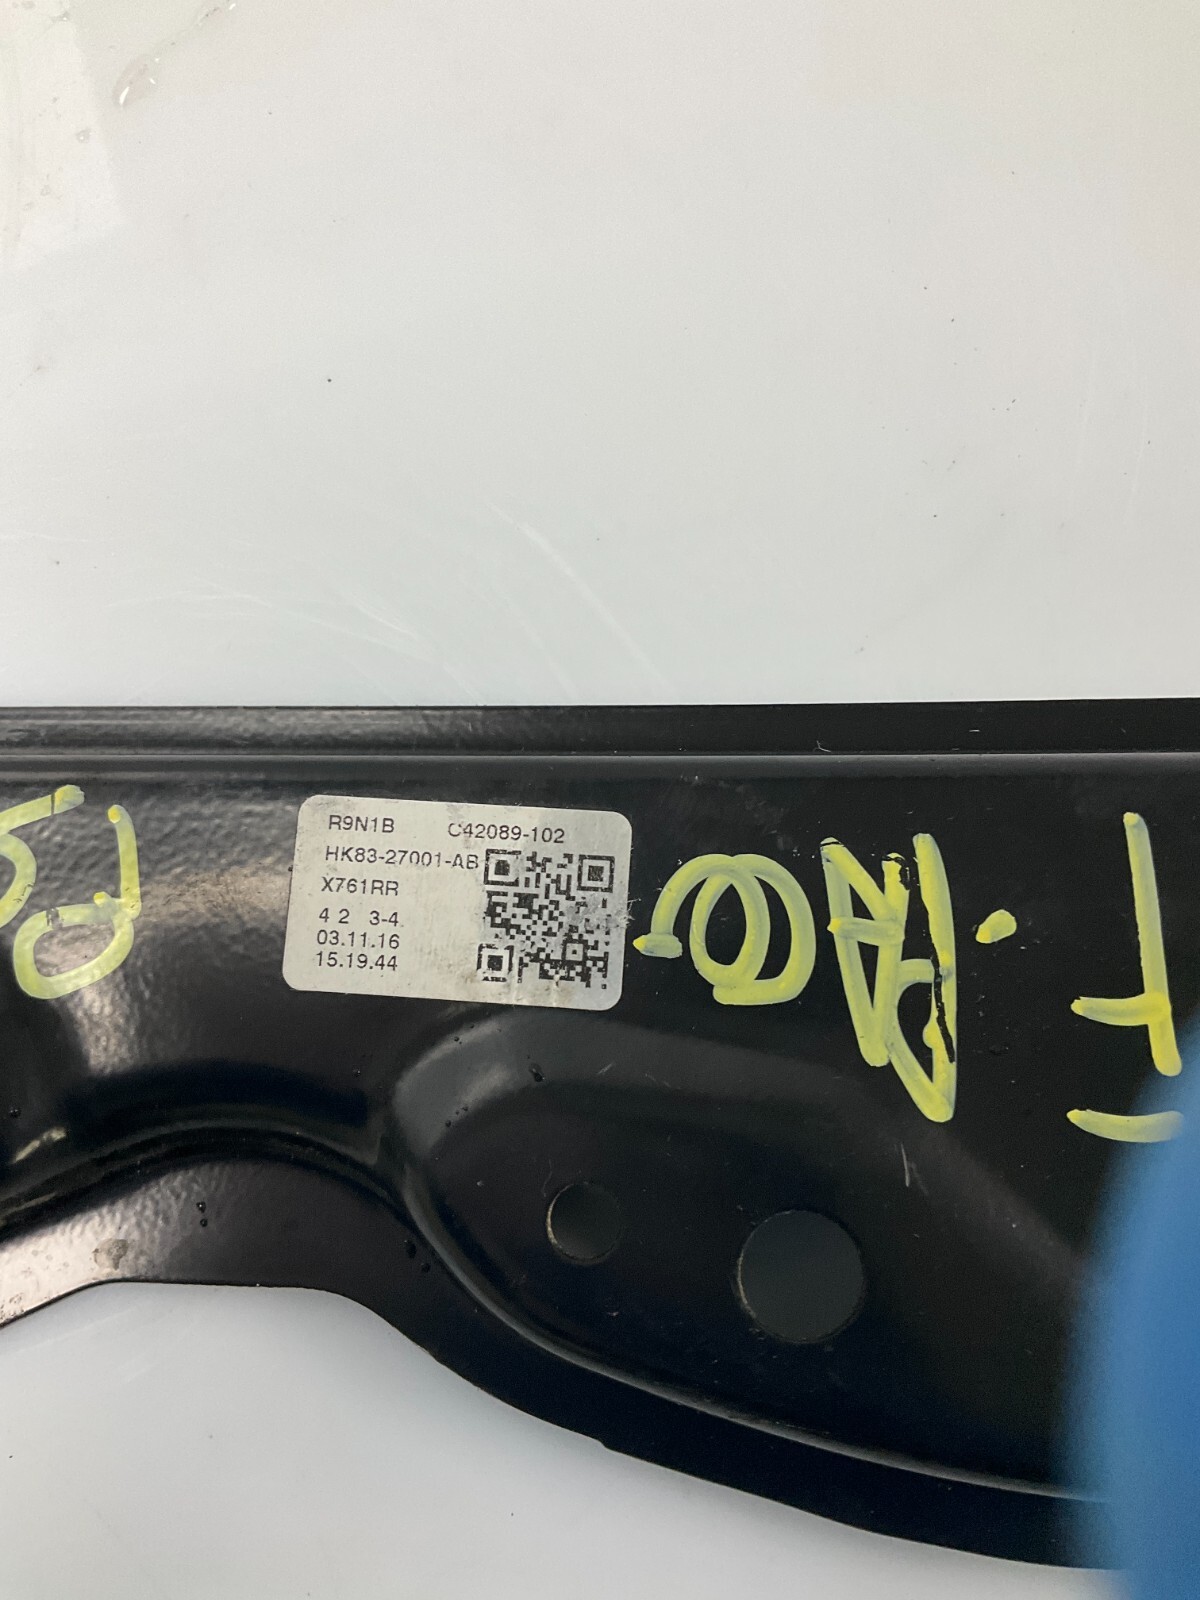 R9N1B C42089-102
HK83-27001-AB
X761RR
4 2 3-4
03.11.16
15.19.44